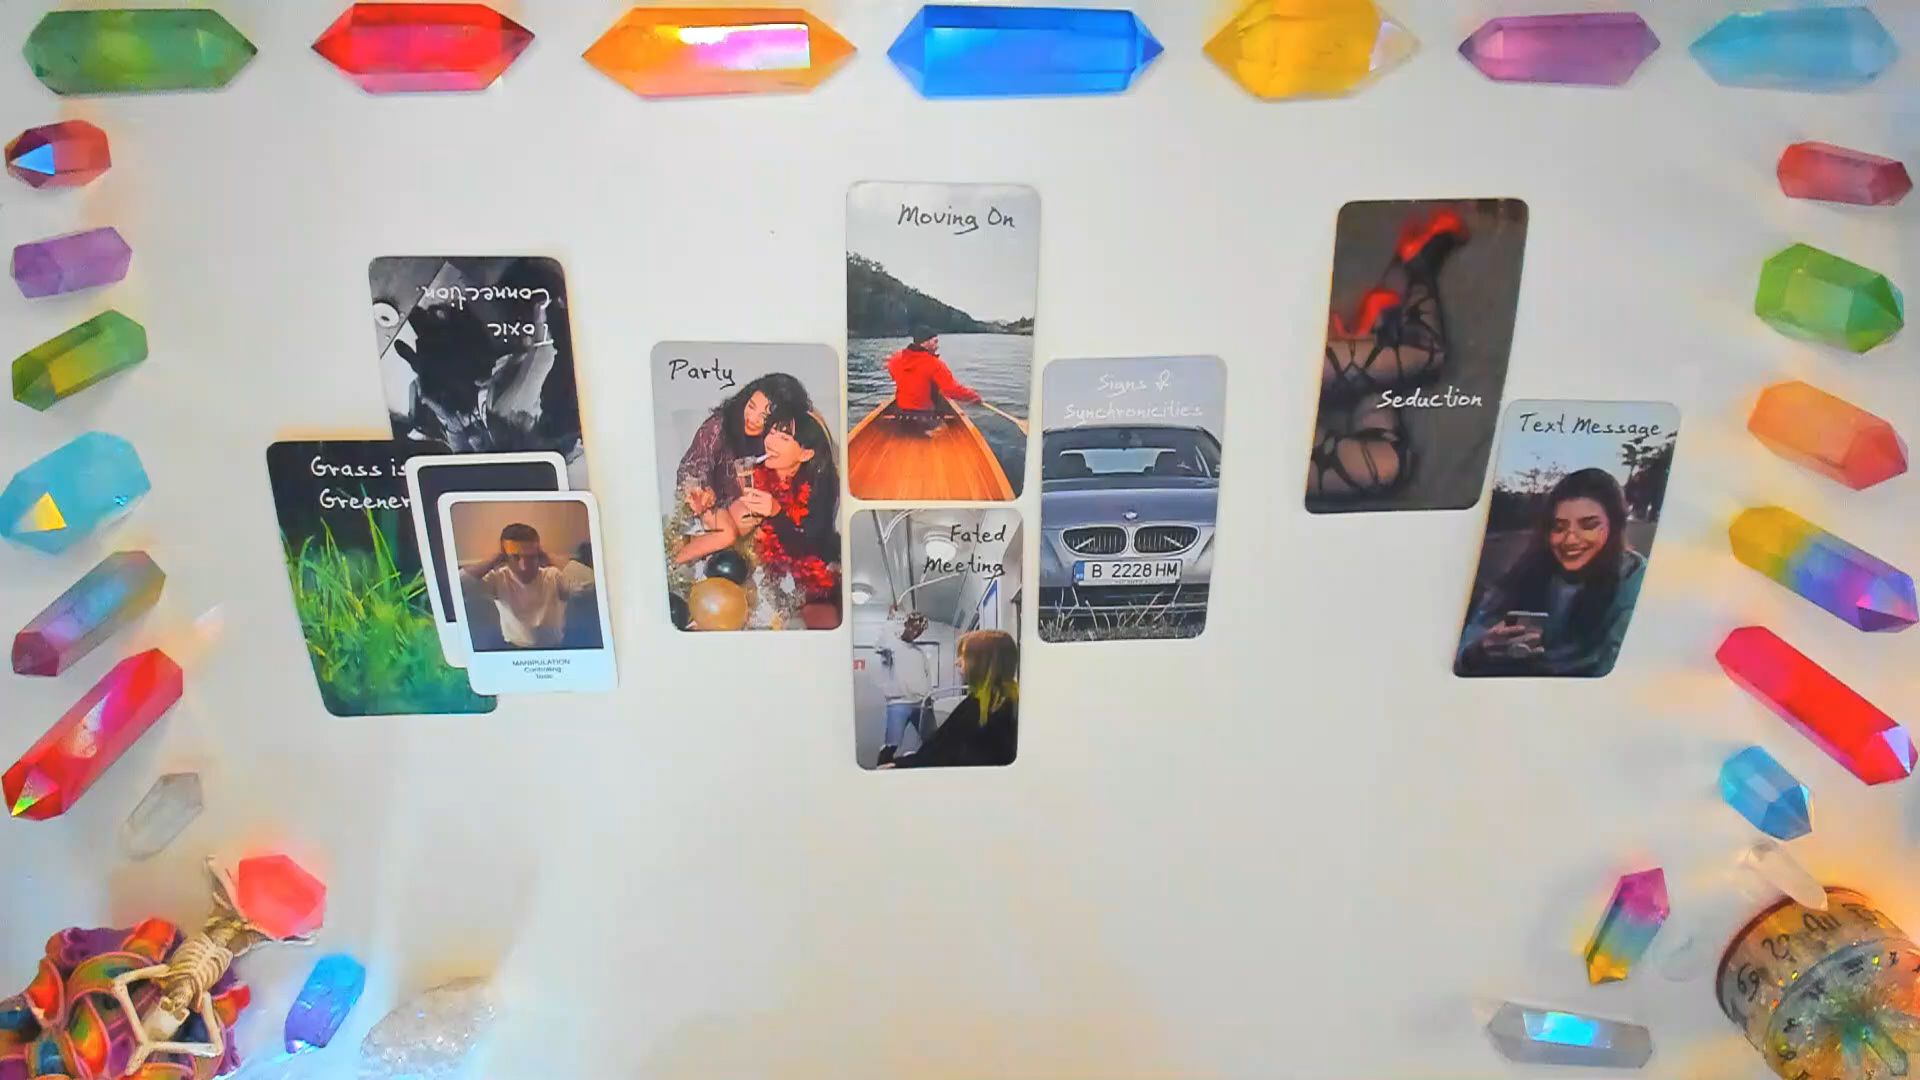 Toxic
Connection.
Grass is
Greener
MANIPULATION
Controlling
Toxic
Party
Moving On
Fated
Meeting
Signs &
Synchronicities
B 2228 HM
Seduction
Text Message